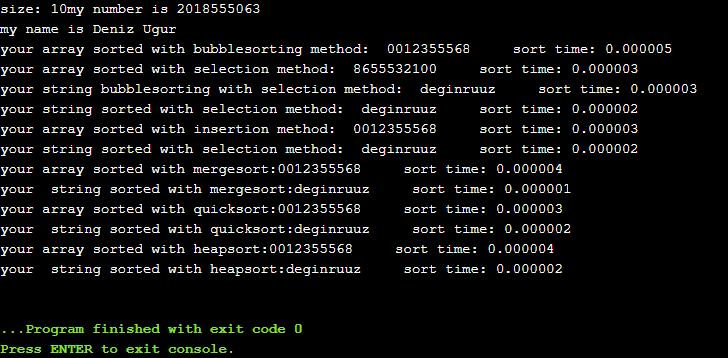 size: 10my number is 2018555063
my name is Deniz Ugur
your array sorted with bubblesorting method:  0012355568     sort time: 0.000005
your array sorted with selection method:  8655532100     sort time: 0.000003
your string bubblesorting with selection method:  deginruuz     sort time: 0.000003
your string sorted with selection method:  deginruuz     sort time: 0.000002
your array sorted with insertion method:  0012355568     sort time: 0.000003
your string sorted with selection method:  deginruuz     sort time: 0.000002
your array sorted with mergesort:0012355568     sort time: 0.000004
your  string sorted with mergesort:deginruuz     sort time: 0.000001
your array sorted with quicksort:0012355568     sort time: 0.000003
your  string sorted with quicksort:deginruuz     sort time: 0.000002
your array sorted with heapsort:0012355568     sort time: 0.000004
your  string sorted with heapsort:deginruuz     sort time: 0.000002
...Program finished with exit code 0
Press ENTER to exit console.